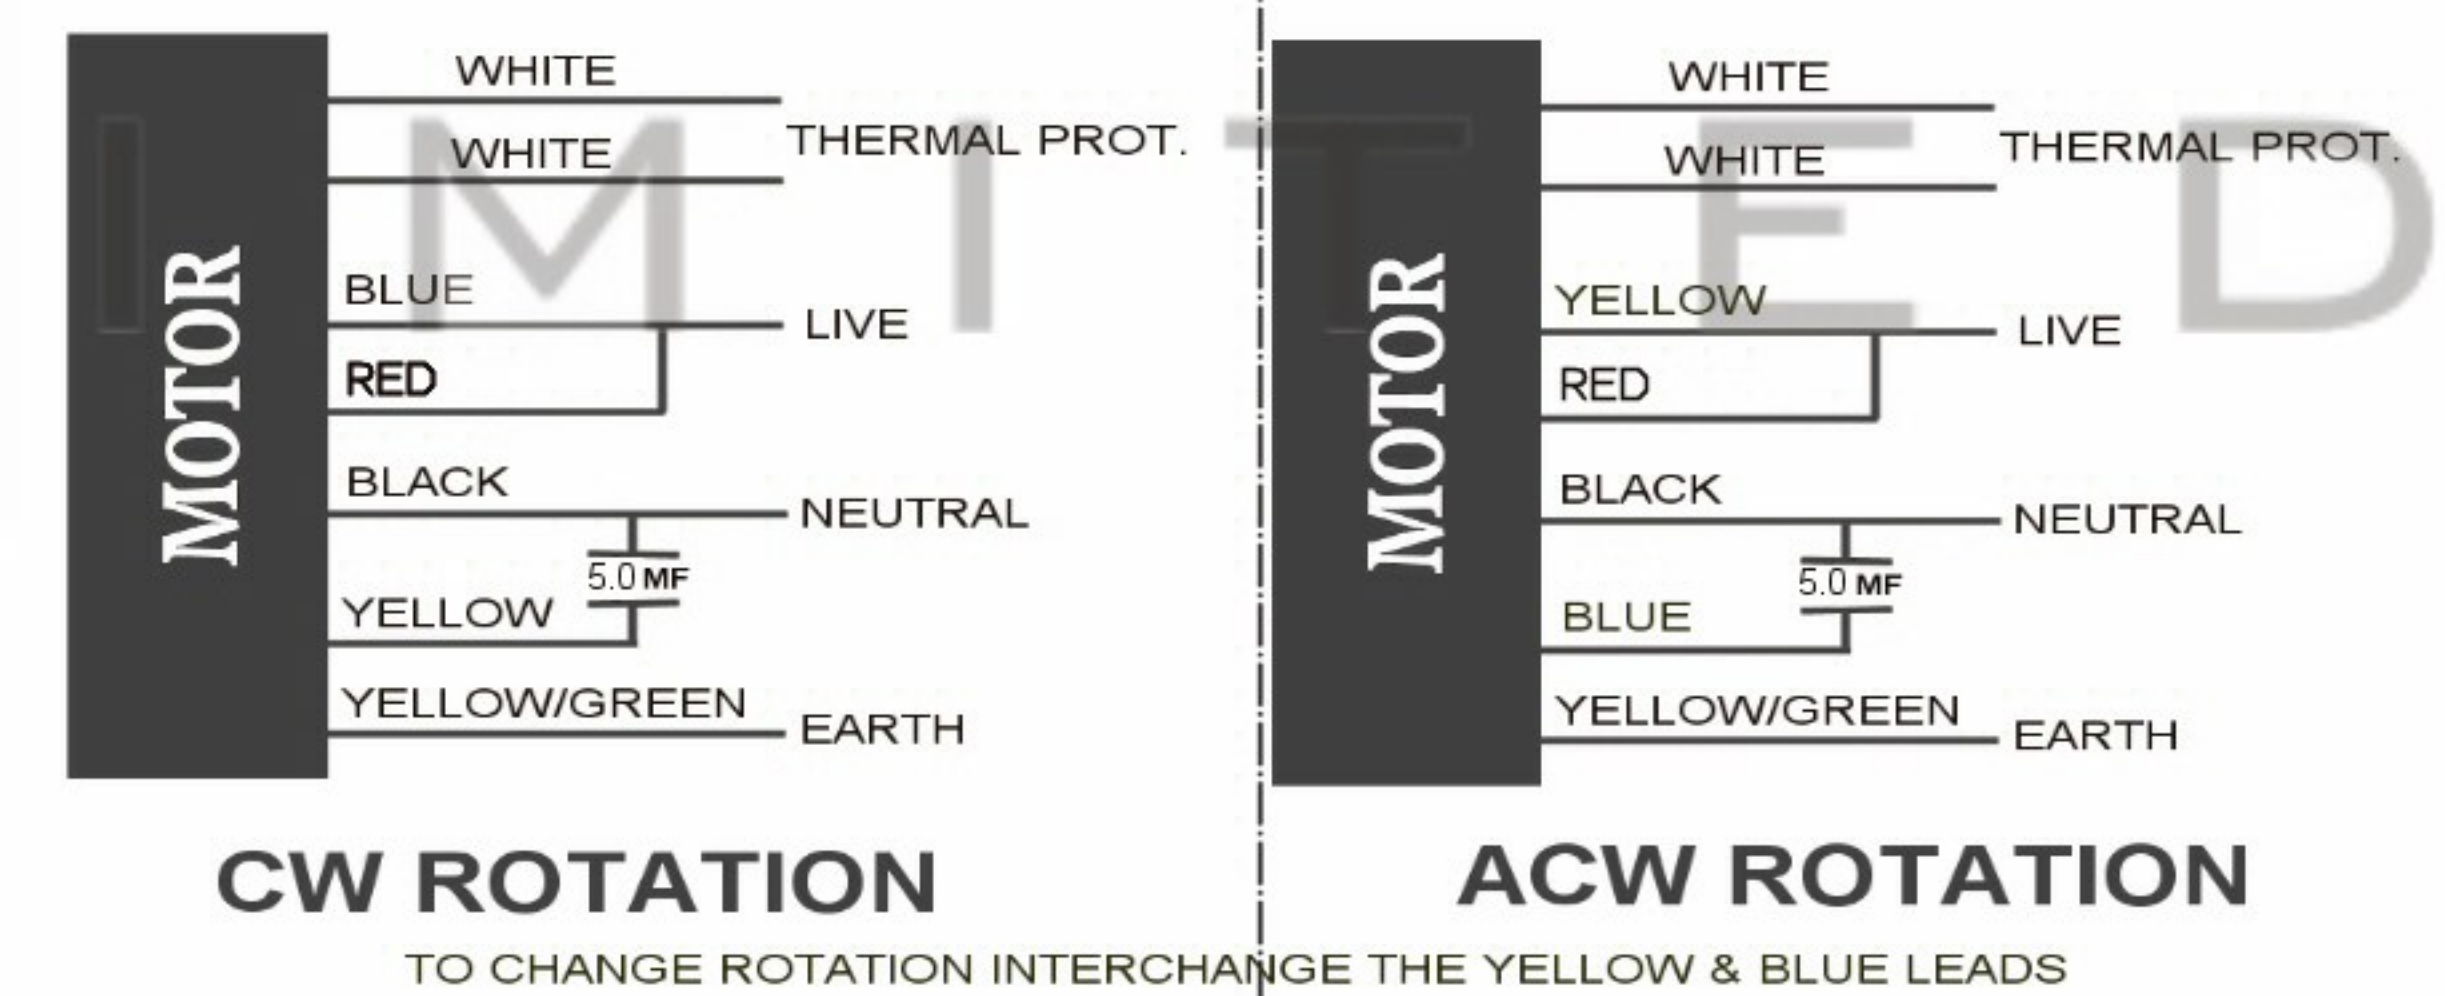 WHITE
WHITE
THERMAL PROT.
BLUE
LIVE
RED
BLACK
NEUTRAL
5.0 MF
YELLOW
YELLOW/GREEN
EARTH
MOTOR
CW ROTATION
WHITE
WHITE
THERMAL PROT.
YELLOW
LIVE
RED
BLACK
NEUTRAL
5.0 MF
BLUE
YELLOW/GREEN
EARTH
MOTOR
ACW ROTATION
TO CHANGE ROTATION INTERCHANGE THE YELLOW & BLUE LEADS
IMITED